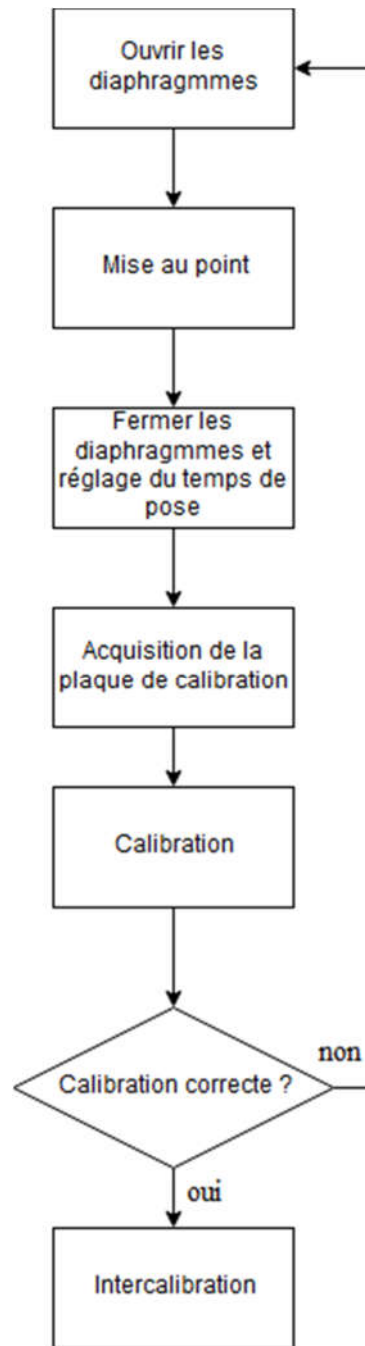 Ouvrir les
diaphragmmes
Mise au point
Fermer les
diaphragmmes et
réglage du temps de
pose
Acquisition de la
plaque de calibration
Calibration
non
Calibration correcte ?
oui
Intercalibration